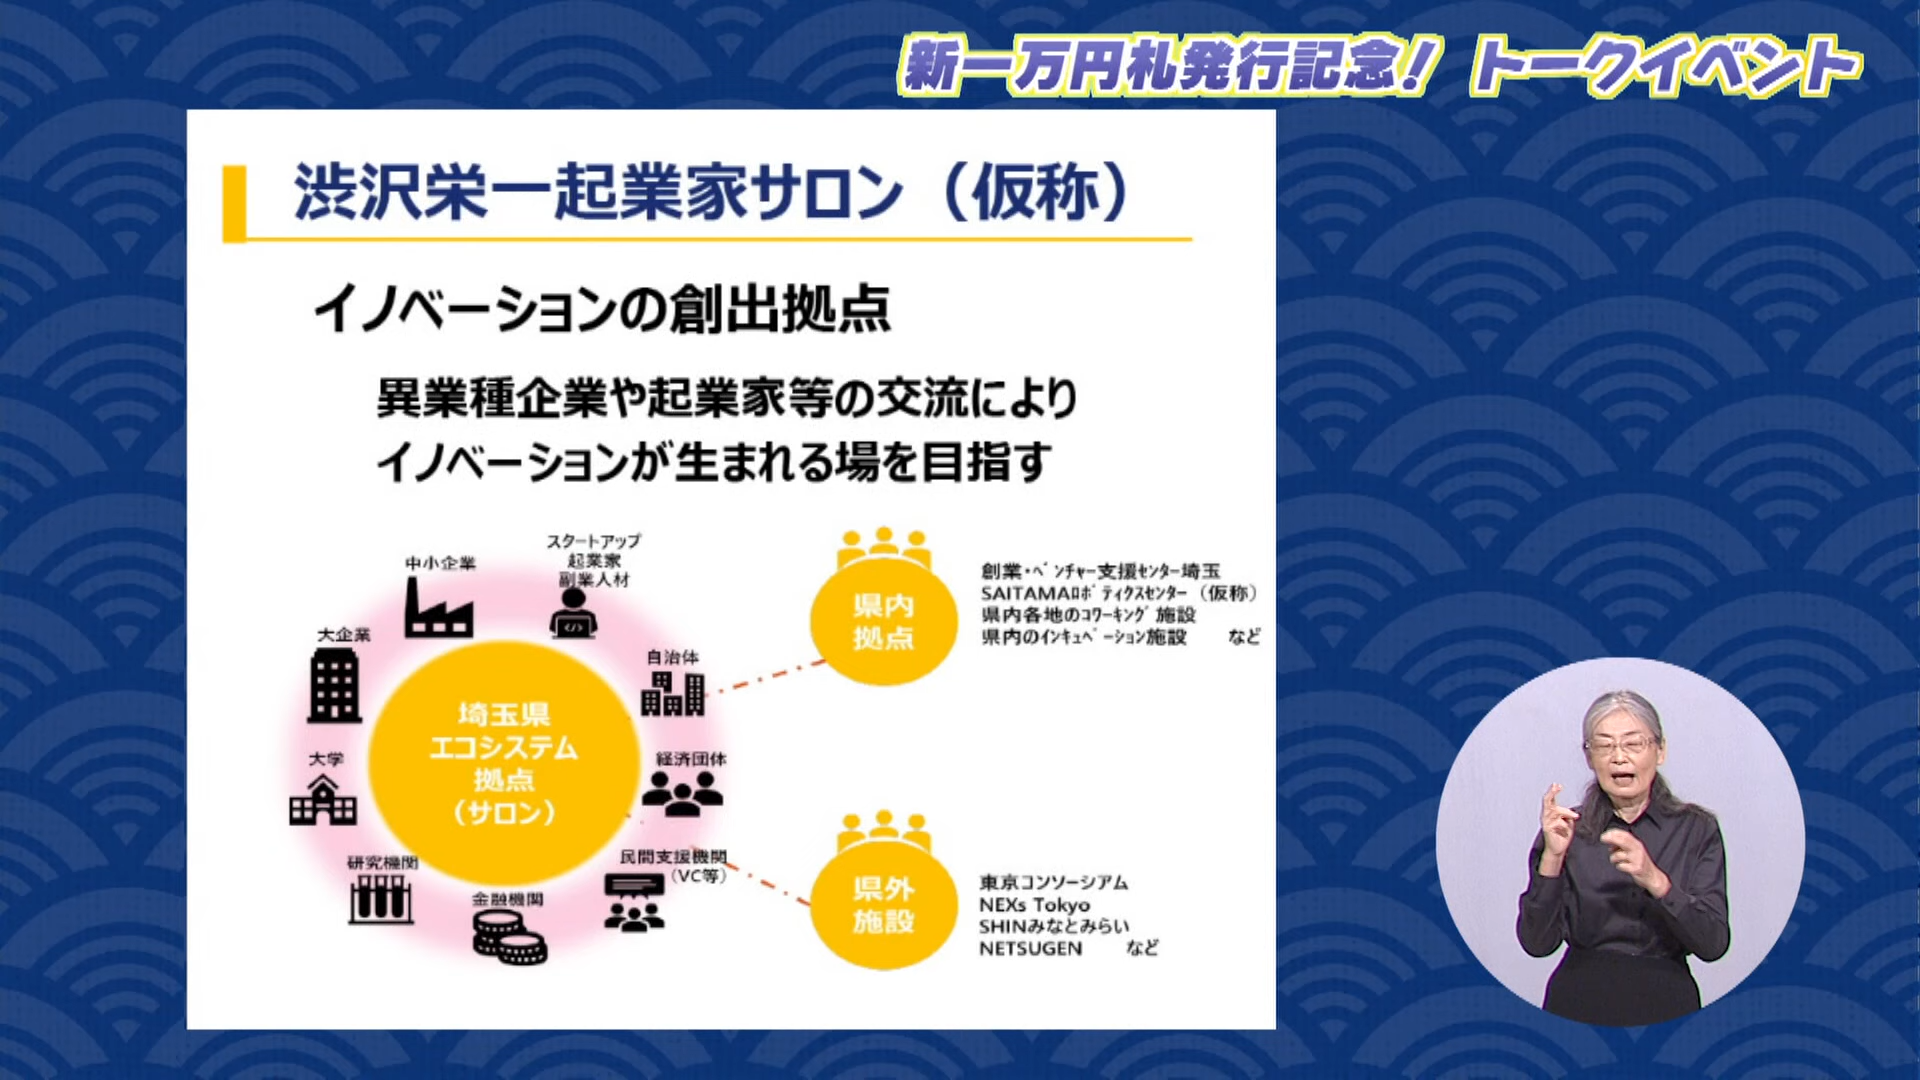 新一万円札発行記念! トークイベント
渋沢栄一起業家サロン（仮称）
イノベーションの創出拠点
異業種企業や起業家等の交流により
イノベーションが生まれる場を目指す
スタートアップ
起業家
副業人材
中小企業
大企業
自治体
大学
経済団体
研究機関
金融機関
民間支援機関
（VC等）
埼玉県
エコシステム
拠点
（サロン）
県内
拠点
創業・ﾍﾞﾝﾁｬｰ支援ｾﾝﾀｰ埼玉
SAITAMAﾛﾎﾞﾃｨｸｽｾﾝﾀｰ（仮称）
県内各地のｺﾜｰｷﾝｸﾞ施設
県内のｲﾝｷｭﾍﾞｰｼｮﾝ施設 など
県外
施設
東京コンソーシアム
NEXs Tokyo
SHINみなとみらい
NETSUGEN など